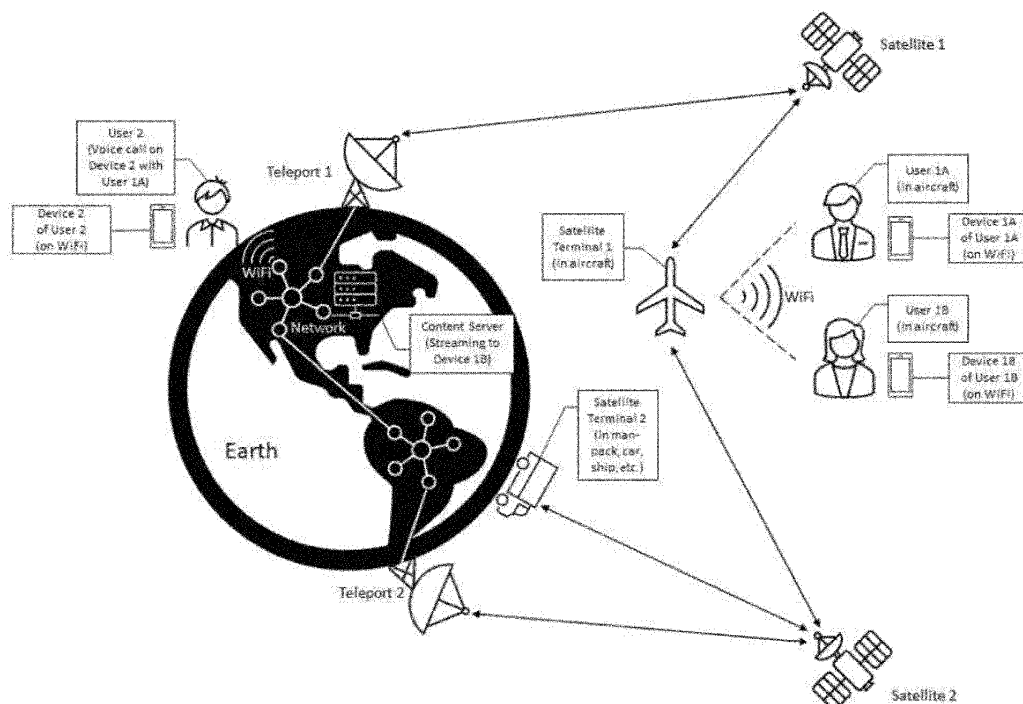 Satellite 1
User 2
(Voice call on
Device 2 with
User 1A)
Teleport 1
Device 2
of User 2
(on WiFi)
User 1A
(in aircraft)
Satellite
Terminal 1
(in aircraft)
Device 1A
of User 1A
(on WiFi)
WiFi
WiFi
Network
Content Server
(Streaming to
Device 1B)
User 1B
(in aircraft)
Device 1B
of User 1B
(on WiFi)
Satellite
Terminal 2
(in man-
pack, car,
ship, etc.)
Earth
Teleport 2
Satellite 2